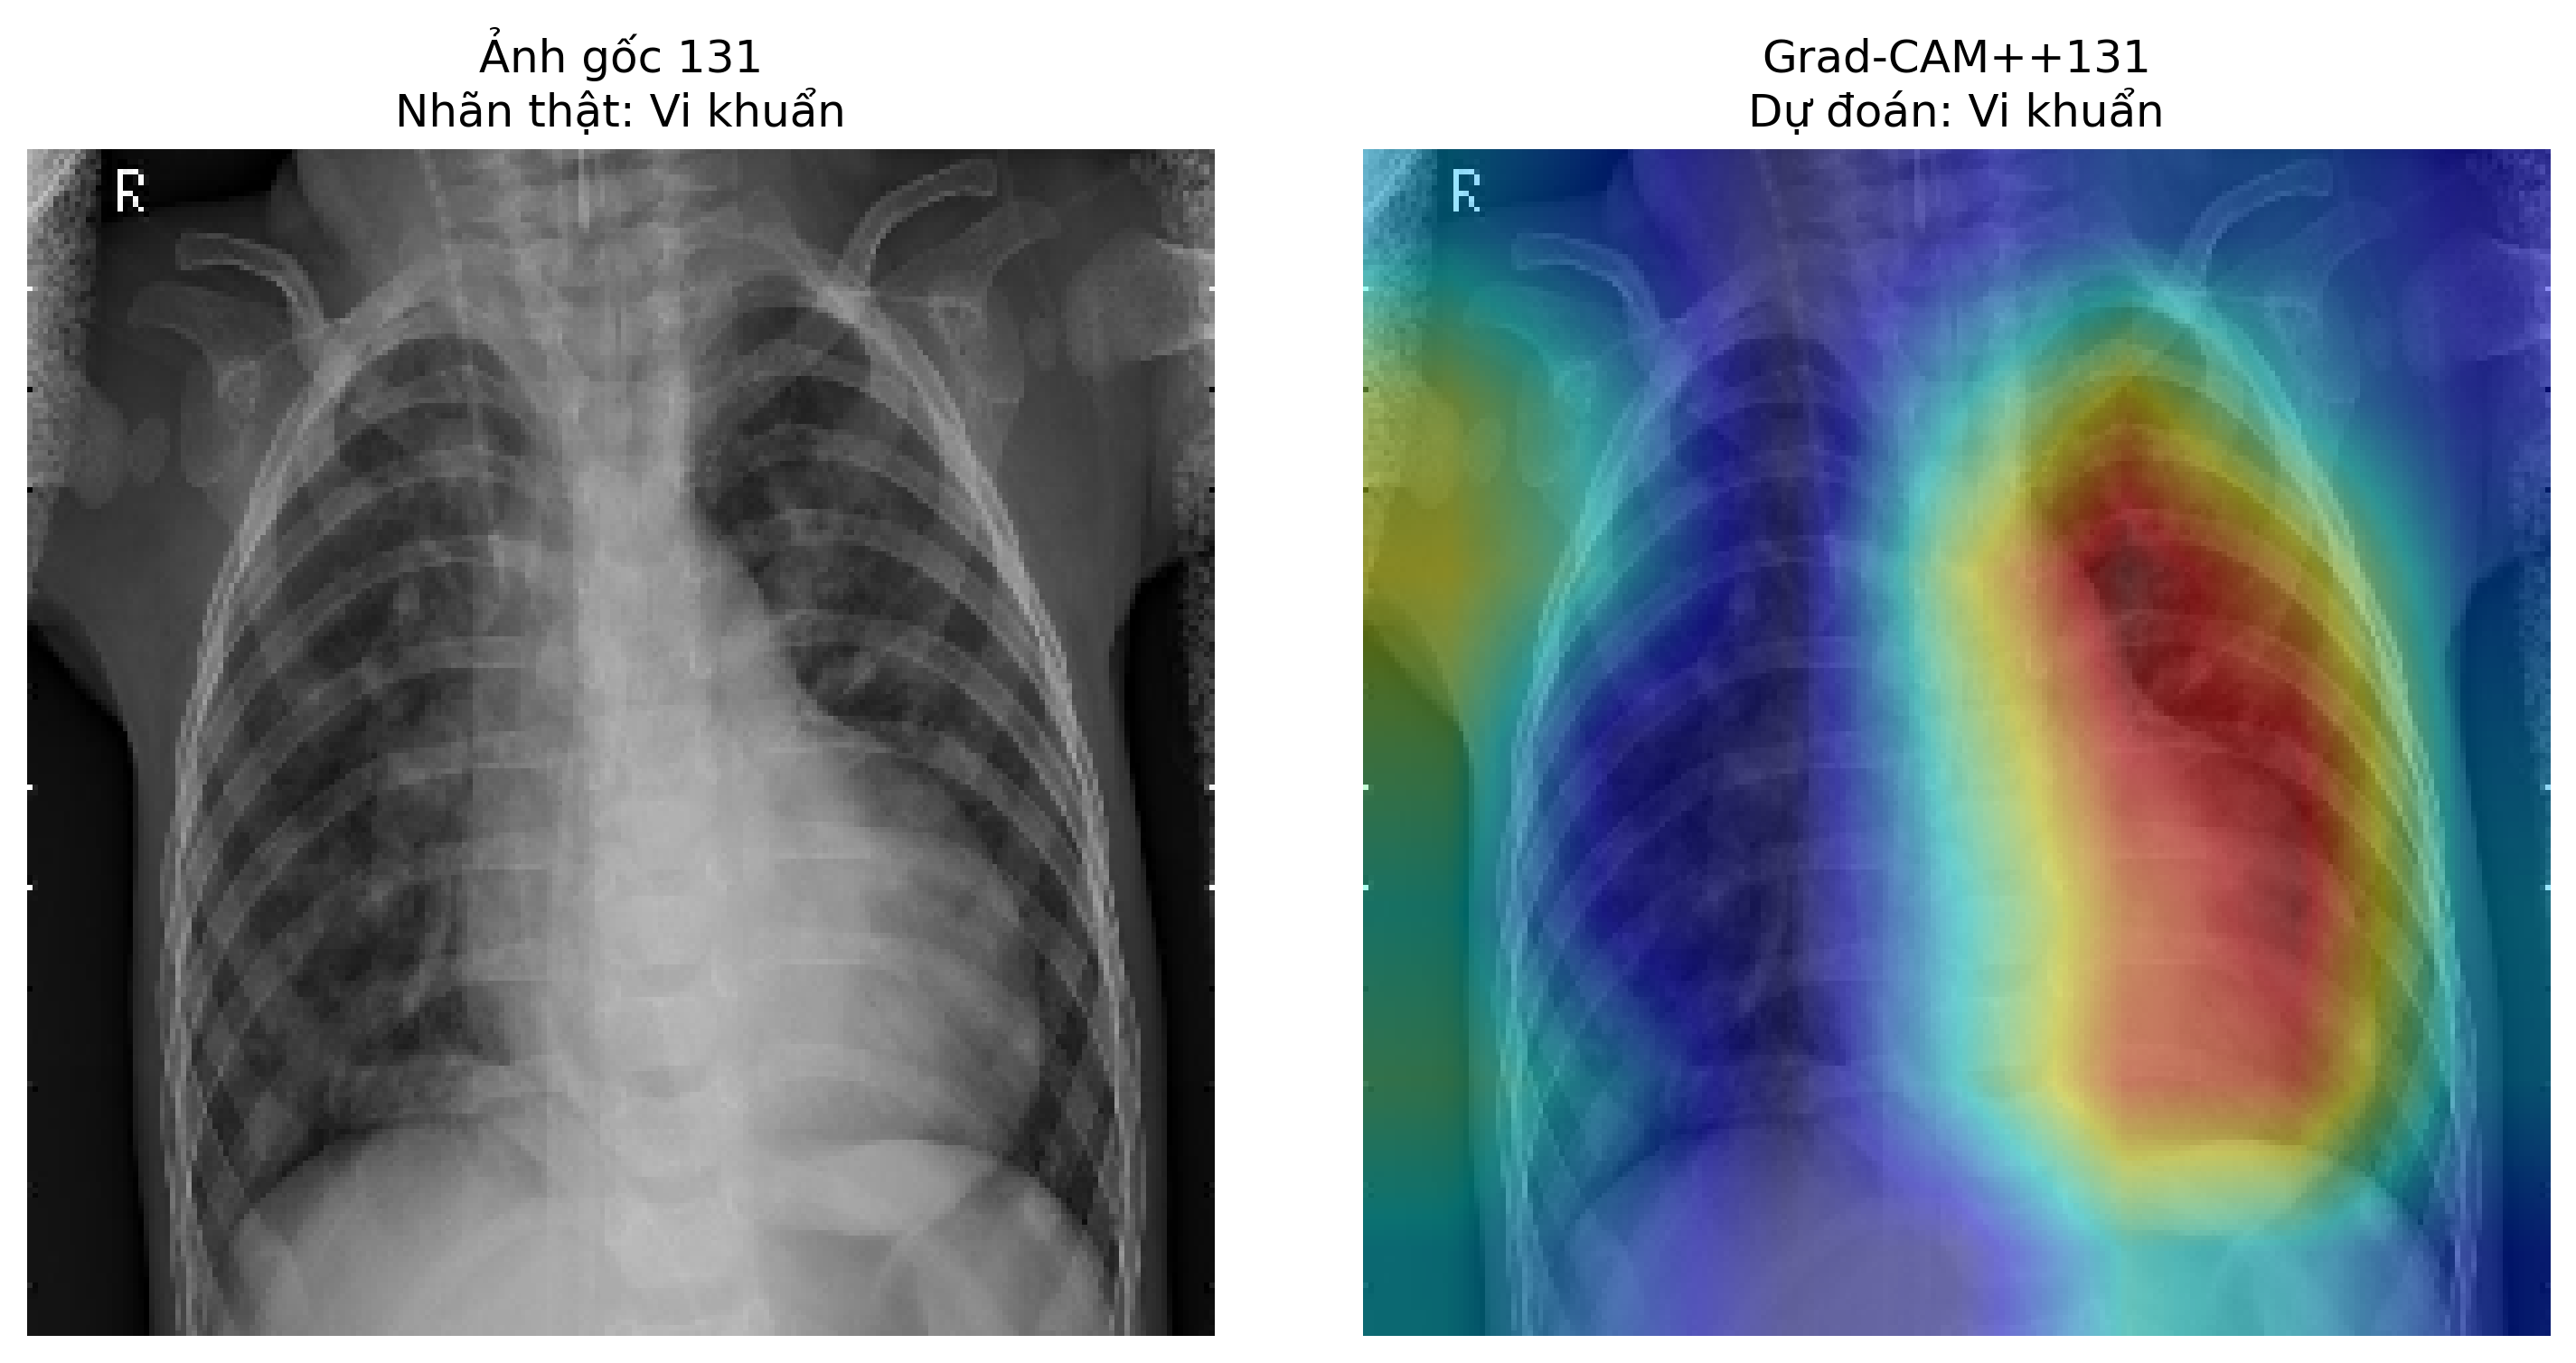 Ảnh gốc 131
Nhãn thật: Vi khuẩn
Grad-CAM++131
Dự đoán: Vi khuẩn
R
R